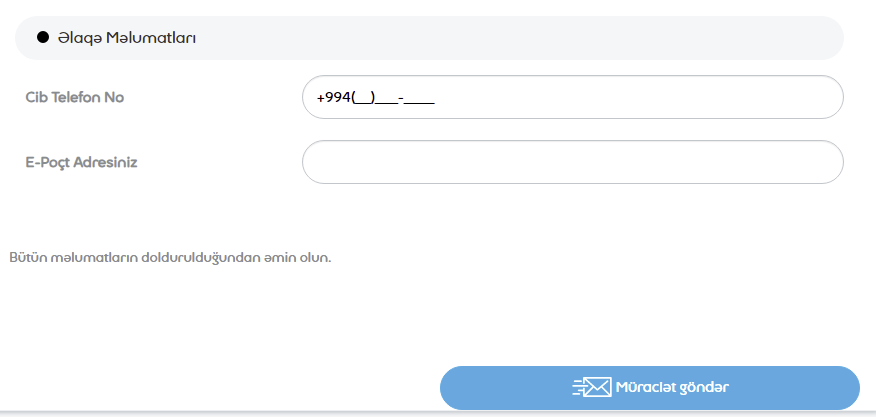 Əlaqə Məlumatları
Cib Telefon No
+994(__)___-____
E-Poçt Adresiniz
Bütün məlumatların doldurulduğundan əmin olun.
Müraciət göndər